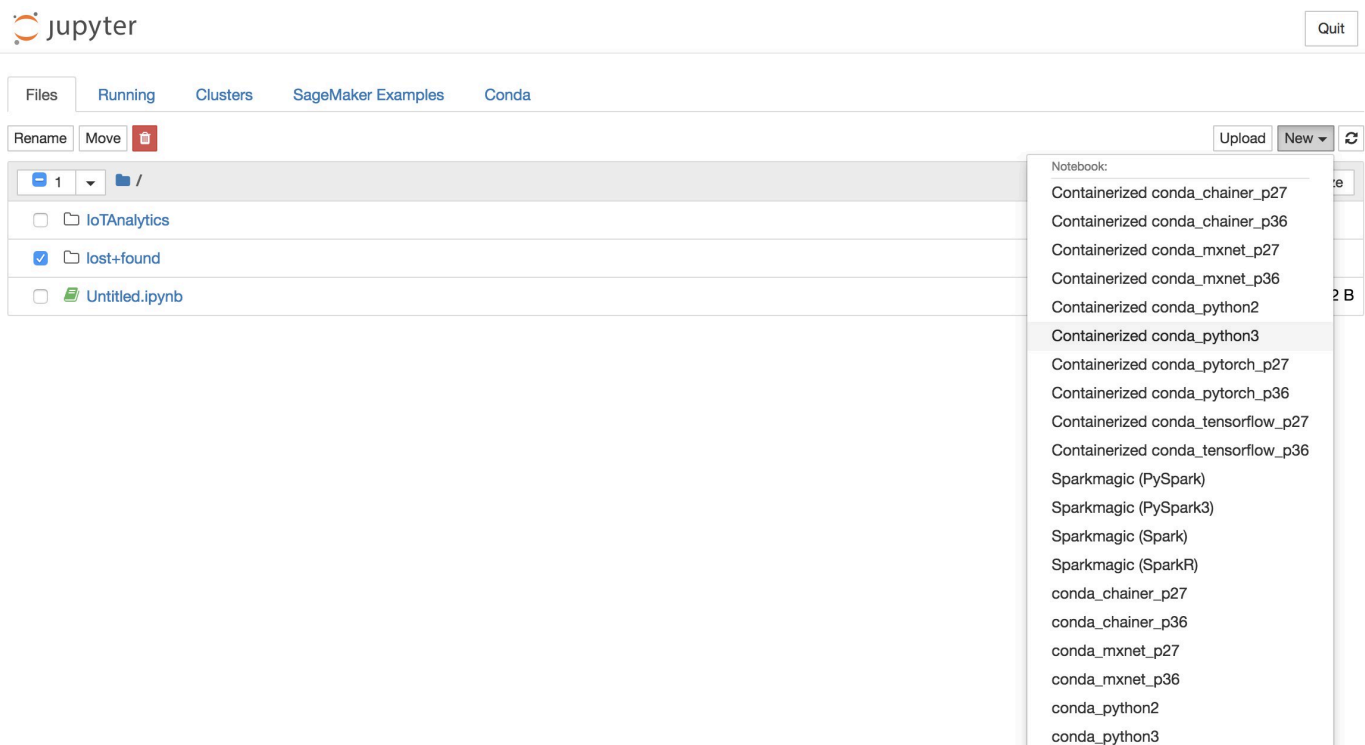 jupyter
Quit
Files Running Clusters SageMaker Examples Conda
Rename Move Upload New
1 /
IoTAnalytics
lost+found
Untitled.ipynb
ze
2 B
Notebook:
Containerized conda_chainer_p27
Containerized conda_chainer_p36
Containerized conda_mxnet_p27
Containerized conda_mxnet_p36
Containerized conda_python2
Containerized conda_python3
Containerized conda_pytorch_p27
Containerized conda_pytorch_p36
Containerized conda_tensorflow_p27
Containerized conda_tensorflow_p36
Sparkmagic (PySpark)
Sparkmagic (PySpark3)
Sparkmagic (Spark)
Sparkmagic (SparkR)
conda_chainer_p27
conda_chainer_p36
conda_mxnet_p27
conda_mxnet_p36
conda_python2
conda_python3